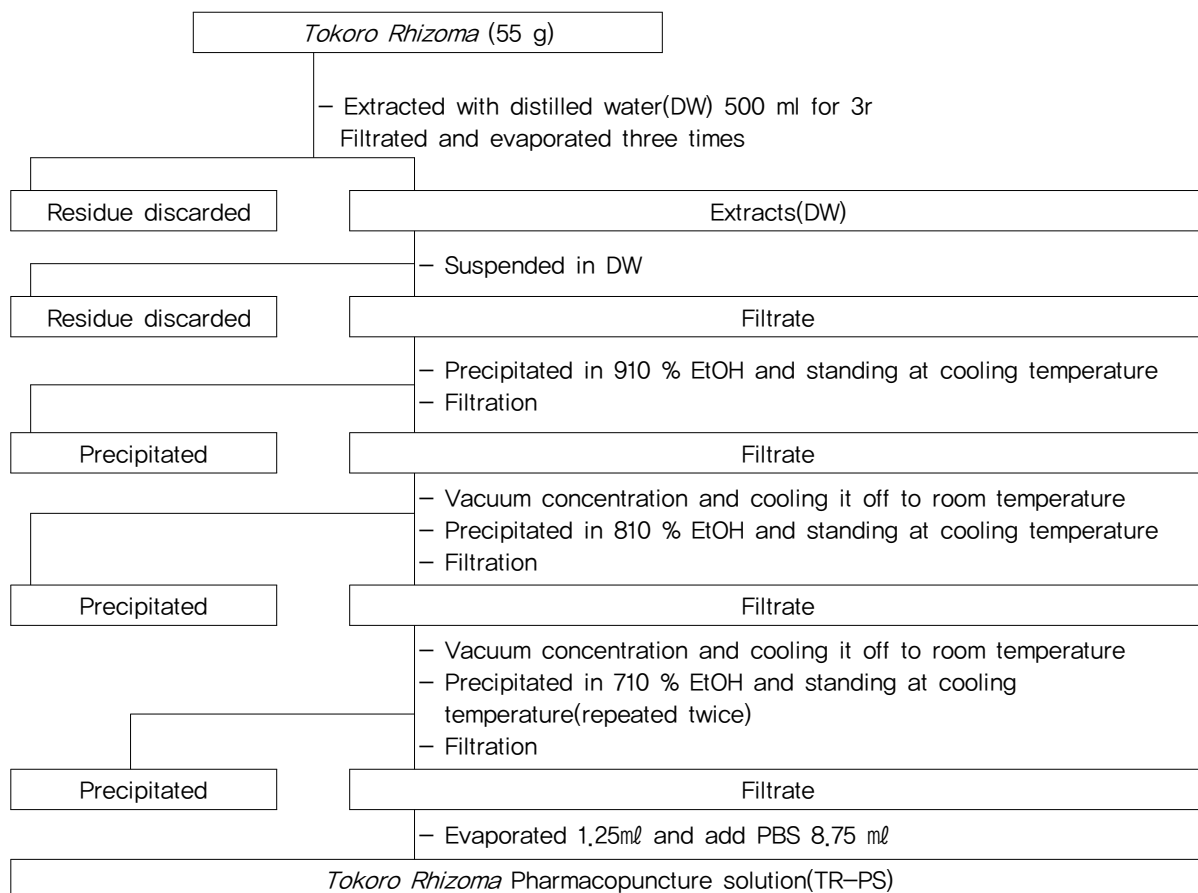 Tokoro Rhizoma (55 g)
– Extracted with distilled water(DW) 500 ml for 3r
Filtrated and evaporated three times
Residue discarded
Extracts(DW)
– Suspended in DW
Residue discarded
Filtrate
– Precipitated in 910 % EtOH and standing at cooling temperature
– Filtration
Precipitated
Filtrate
– Vacuum concentration and cooling it off to room temperature
– Precipitated in 810 % EtOH and standing at cooling temperature
– Filtration
Precipitated
Filtrate
– Vacuum concentration and cooling it off to room temperature
– Precipitated in 710 % EtOH and standing at cooling
temperature(repeated twice)
– Filtration
Precipitated
Filtrate
– Evaporated 1.25㎖ and add PBS 8.75 ㎖
Tokoro Rhizoma Pharmacopuncture solution(TR–PS)